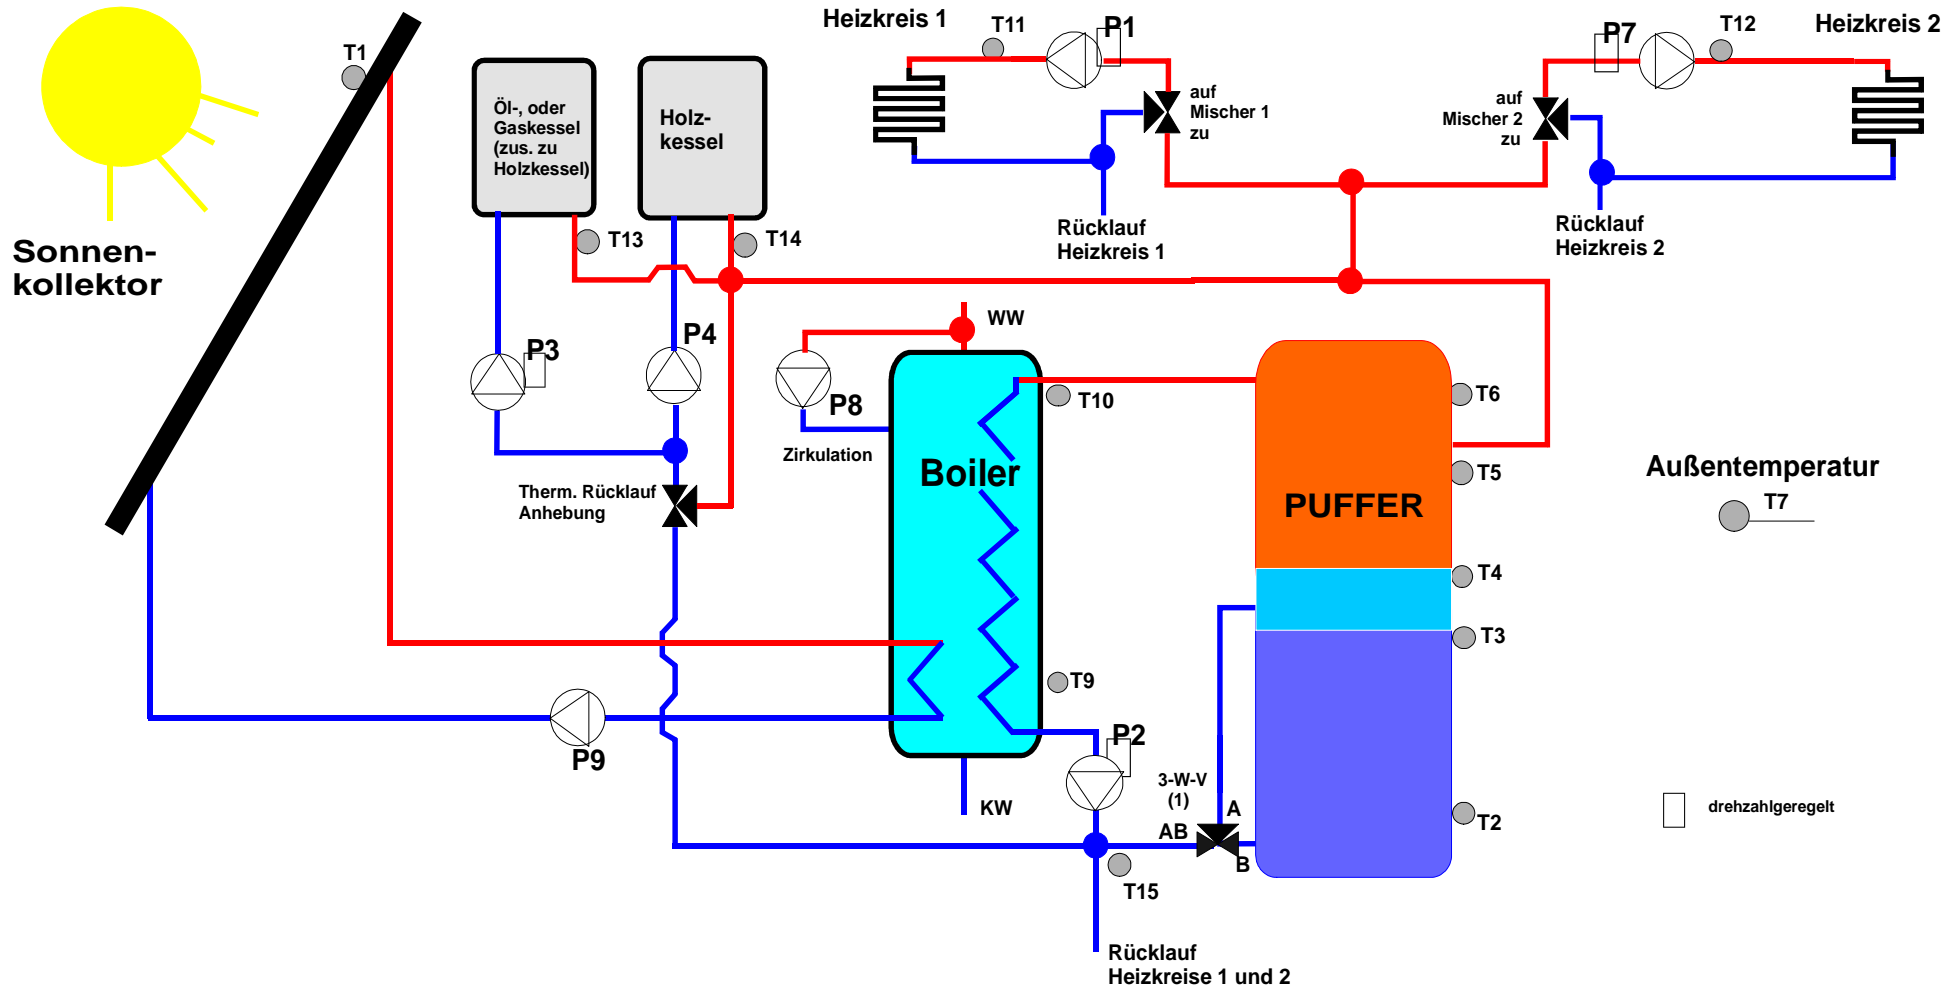 Heizkreis 1
T11
P1
P7
T12
Heizkreis 2
T1
Öl-, oder
Gaskessel
(zus. zu
Holzkessel)
Holz-
kessel
auf
Mischer 1
zu
auf
Mischer 2
zu
Sonnen-
kollektor
T13
T14
Rücklauf
Heizkreis 1
Rücklauf
Heizkreis 2
WW
P3
P4
P8
T10
T6
Zirkulation
Boiler
T5
Außentemperatur
T7
Therm. Rücklauf
Anhebung
PUFFER
T4
T3
T9
P9
P2
3-W-V
(1)
A
AB
B
KW
T2
drehzahlgeregelt
T15
Rücklauf
Heizkreise 1 und 2